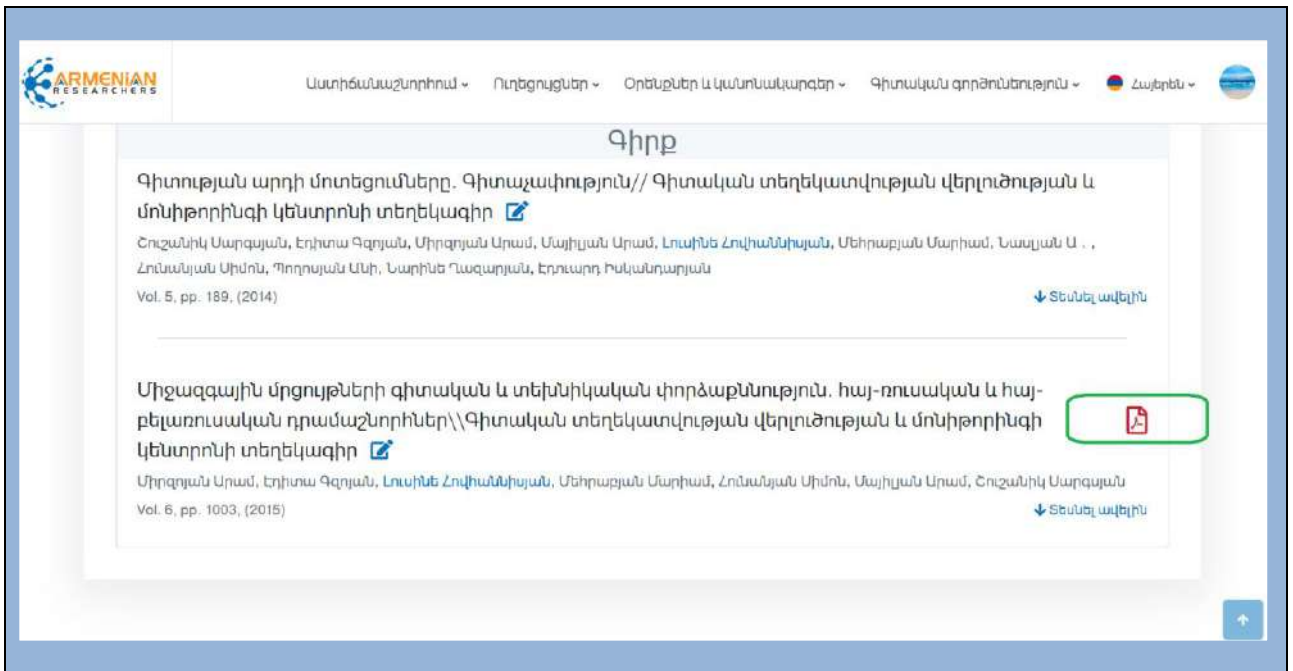 ARMENIAN
RESEARCHERS
Աստիճանաշնորհում Ուղեցույցներ Օրենքներ և կանոնակարգեր Գիտական գործունեություն Հայերեն
Գիրք
Գիտության արդի մոտեցումները. Գիտաչափություն// Գիտական տեղեկատվության վերլուծության և
մոնիթորինգի կենտրոնի տեղեկագիր
Շուշանիկ Սարգսյան, Էդիտա Գզոյան, Միրզոյան Արամ, Մայիլյան Արամ, Լուսինե Հովհաննիսյան, Մեհրաբյան Մարիամ, Նասլյան Ա . ,
Հունանյան Սիմոն, Պողոսյան Անի, Նարինե Ղազարյան, Էդուարդ Իսկանդարյան
Vol. 5, pp. 189, (2014)
Տեսնել ավելին
Միջազգային մրցույթների գիտական և տեխնիկական փորձաքննություն. հայ-ռուսական և հայ-
բելառուսական դրամաշնորհներ\\Գիտական տեղեկատվության վերլուծության և մոնիթորինգի
կենտրոնի տեղեկագիր
Միրզոյան Արամ, Էդիտա Գզոյան, Լուսինե Հովհաննիսյան, Մեհրաբյան Մարիամ, Հունանյան Սիմոն, Մայիլյան Արամ, Շուշանիկ Սարգսյան
Vol. 6, pp. 1003, (2015)
Տեսնել ավելին